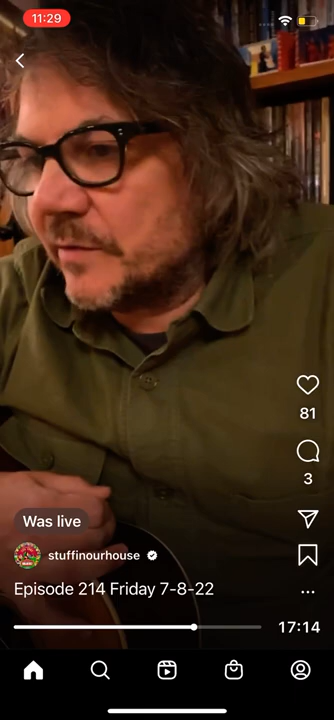 11:29
81
3
Was live
stuffinourhouse
Episode 214 Friday 7-8-22
...
17:14